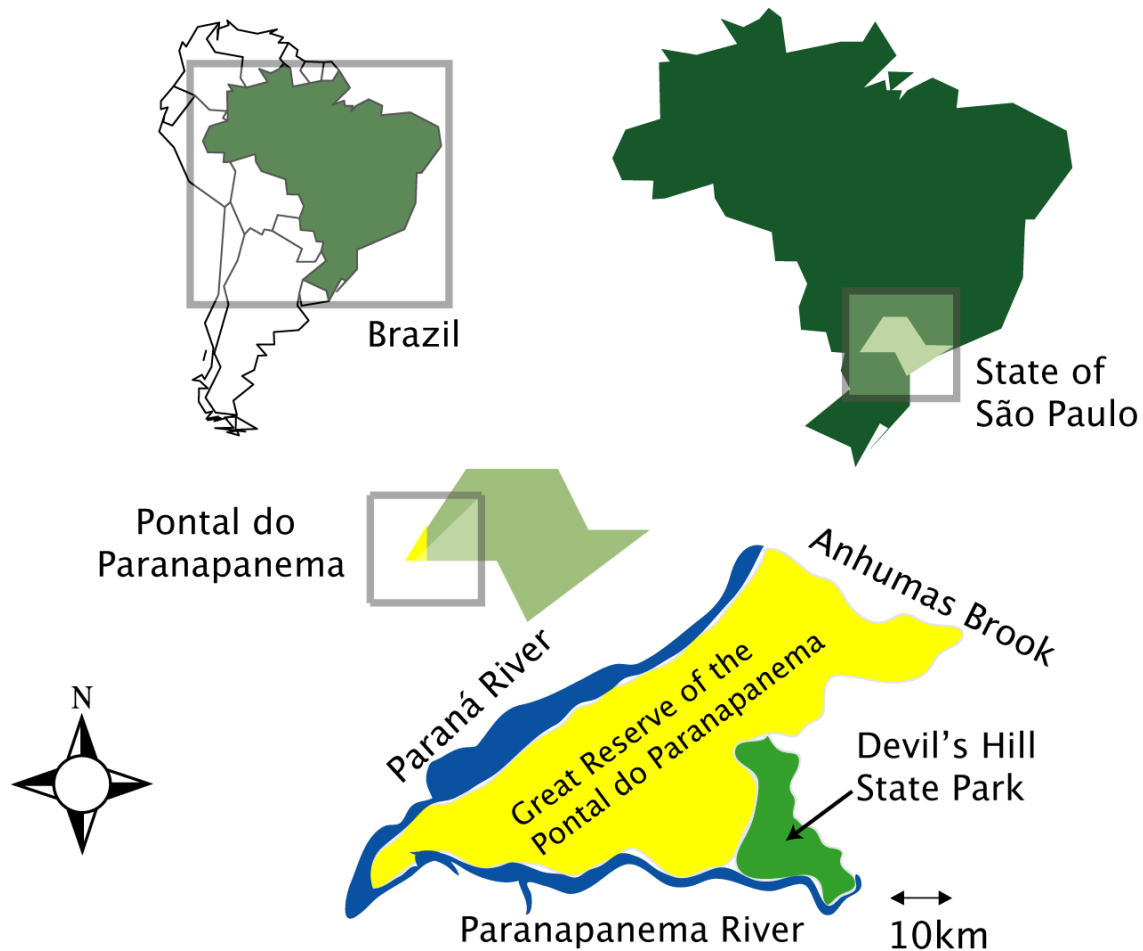 Brazil
State of
São Paulo
Pontal do
Paranapanema
Anhumas Brook
Paraná River
Great Reserve of the
Pontal do Paranapanema
N
Devil’s Hill
State Park
Paranapanema River
10km